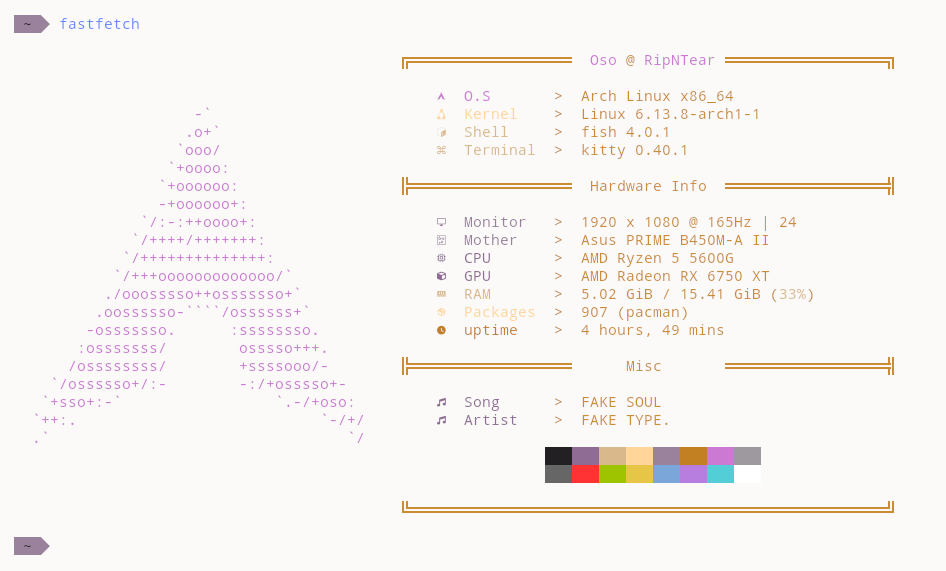 ~ fastfetch
Oso @ RipNTear
O.S > Arch Linux x86_64
Kernel > Linux 6.13.8-arch1-1
Shell > fish 4.0.1
Terminal > kitty 0.40.1
Hardware Info
Monitor > 1920 x 1080 @ 165Hz | 24
Mother > Asus PRIME B450M-A II
CPU > AMD Ryzen 5 5600G
GPU > AMD Radeon RX 6750 XT
RAM > 5.02 GiB / 15.41 GiB (33%)
Packages > 907 (pacman)
uptime > 4 hours, 49 mins
Misc
Song > FAKE SOUL
Artist > FAKE TYPE.
-`
.o+`
`ooo/
`+oooo:
`+oooooo:
-+oooooo+:
`/:-:++oooo+:
`/++++/+++++++:
`/++++++++++++++:
`/+++ooooooooooooo/`
./ooosssso++osssssso+`
.oossssso-````/ossssss+`
-osssssso.      :ssssssso.
:osssssss/        osssso+++.
/ossssssss/        +ssssooo/-
`/ossssso+/:-        -:/+osssso+-
`+sso+:-`                 `.-/+oso:
`++:.                           `-/+/
.`                                 `/
~